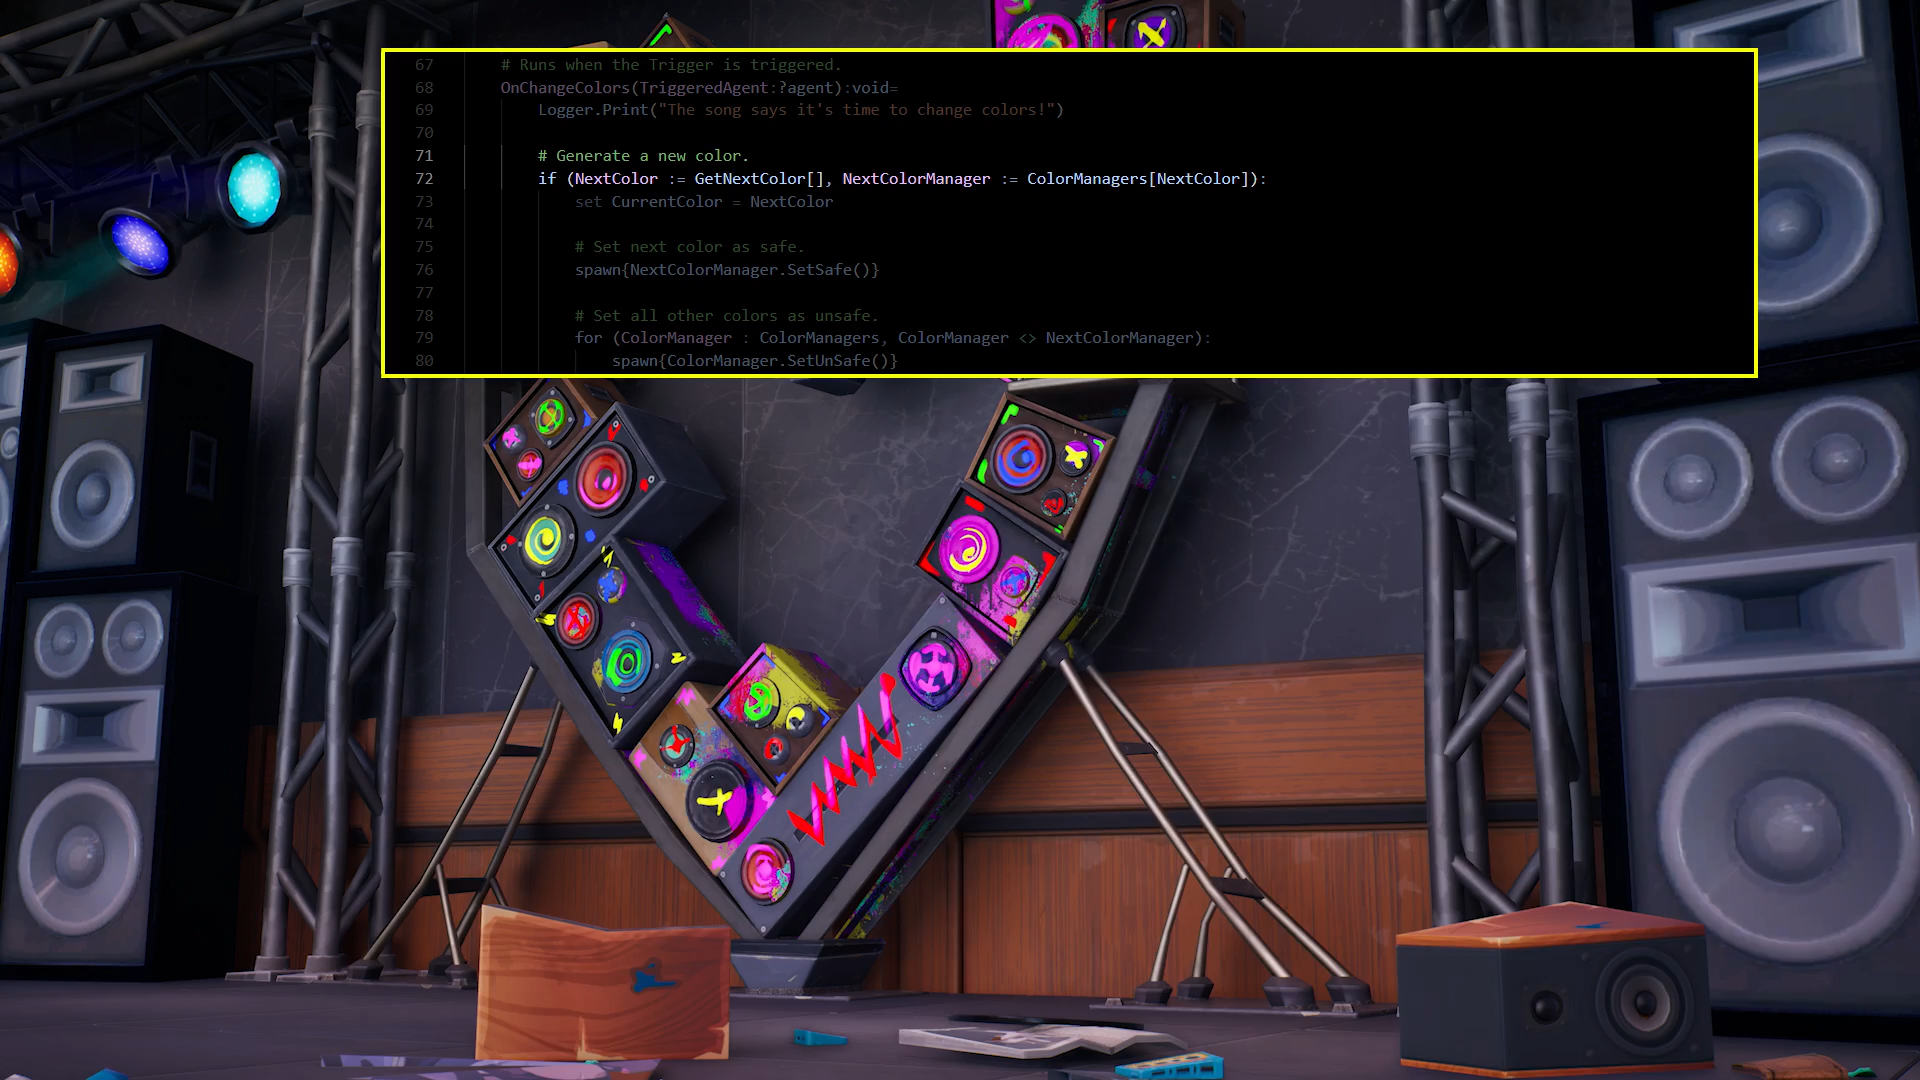 67 # Runs when the Trigger is triggered.
68 OnChangeColors(TriggeredAgent:?agent):void=
69 Logger.Print("The song says it's time to change colors!")
70
71 # Generate a new color.
72 if (NextColor := GetNextColor[], NextColorManager := ColorManagers[NextColor]):
73 set CurrentColor = NextColor
74
75 # Set next color as safe.
76 spawn{NextColorManager.SetSafe()}
77
78 # Set all other colors as unsafe.
79 for (ColorManager : ColorManagers, ColorManager <> NextColorManager):
80 spawn{ColorManager.SetUnSafe()}